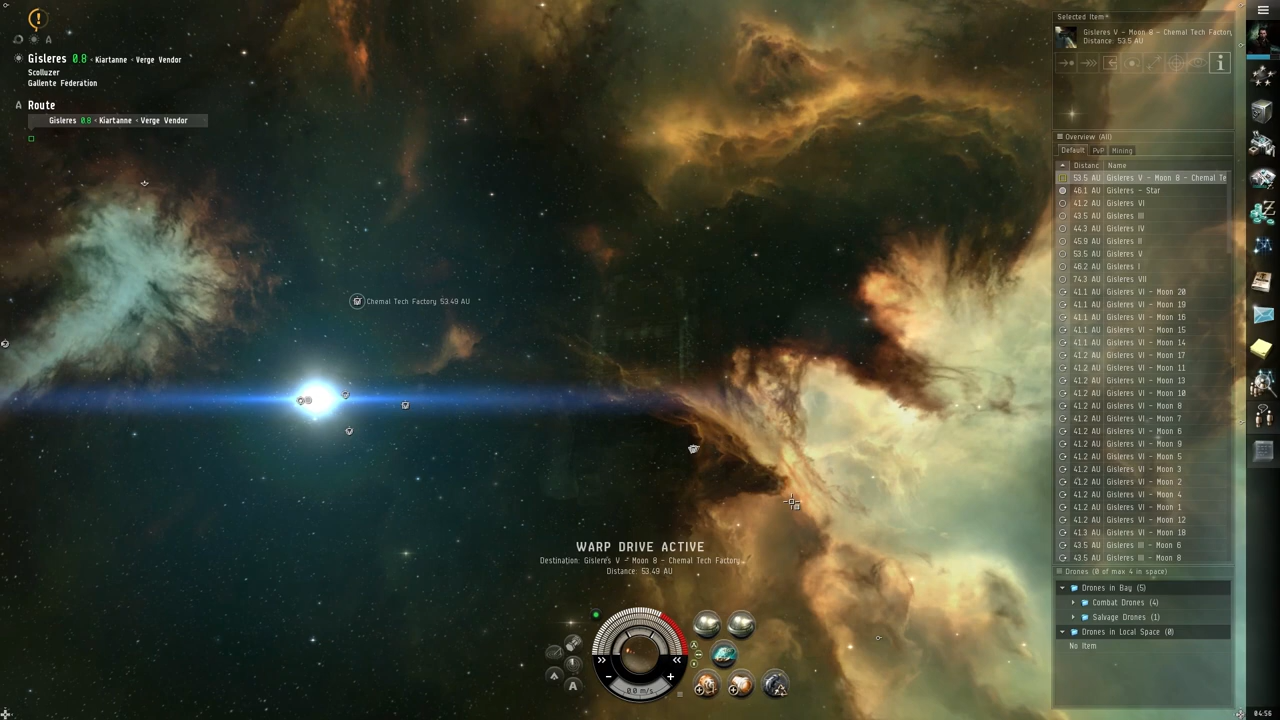 Gisleres 0.8 < Kiartanne < Verge Vendor
Scolluzer
Gallente Federation
A Route
Gisleres 0.8 < Kiartanne < Verge Vendor
Chemal Tech Factory 53.49 AU
WARP DRIVE ACTIVE
Destination: Gisleres V - Moon 8 - Chemal Tech Factory
Distance: 53.49 AU
0.0 m/s
Selected Item
Gisleres V - Moon 8 - Chemal Tech Factory
Distance: 53.5 AU
Overview (All)
Default PvP Mining
Distanc Name
53.5 AU Gisleres V - Moon 8 - Chemal Te
46.1 AU Gisleres - Star
41.2 AU Gisleres VI
43.5 AU Gisleres III
44.3 AU Gisleres IV
45.9 AU Gisleres II
53.5 AU Gisleres V
46.2 AU Gisleres I
74.3 AU Gisleres VII
41.1 AU Gisleres VI - Moon 20
41.1 AU Gisleres VI - Moon 19
41.1 AU Gisleres VI - Moon 16
41.1 AU Gisleres VI - Moon 15
41.1 AU Gisleres VI - Moon 14
41.2 AU Gisleres VI - Moon 17
41.2 AU Gisleres VI - Moon 11
41.2 AU Gisleres VI - Moon 13
41.2 AU Gisleres VI - Moon 10
41.2 AU Gisleres VI - Moon 8
41.2 AU Gisleres VI - Moon 7
41.2 AU Gisleres VI - Moon 6
41.2 AU Gisleres VI - Moon 9
41.2 AU Gisleres VI - Moon 5
41.2 AU Gisleres VI - Moon 3
41.2 AU Gisleres VI - Moon 2
41.2 AU Gisleres VI - Moon 4
41.2 AU Gisleres VI - Moon 1
41.2 AU Gisleres VI - Moon 12
41.3 AU Gisleres VI - Moon 18
43.5 AU Gisleres III - Moon 6
43.5 AU Gisleres III - Moon 8
Drones (0 of max 4 in space)
Drones in Bay (5)
Combat Drones (4)
Salvage Drones (1)
Drones in Local Space (0)
No Item
04:56